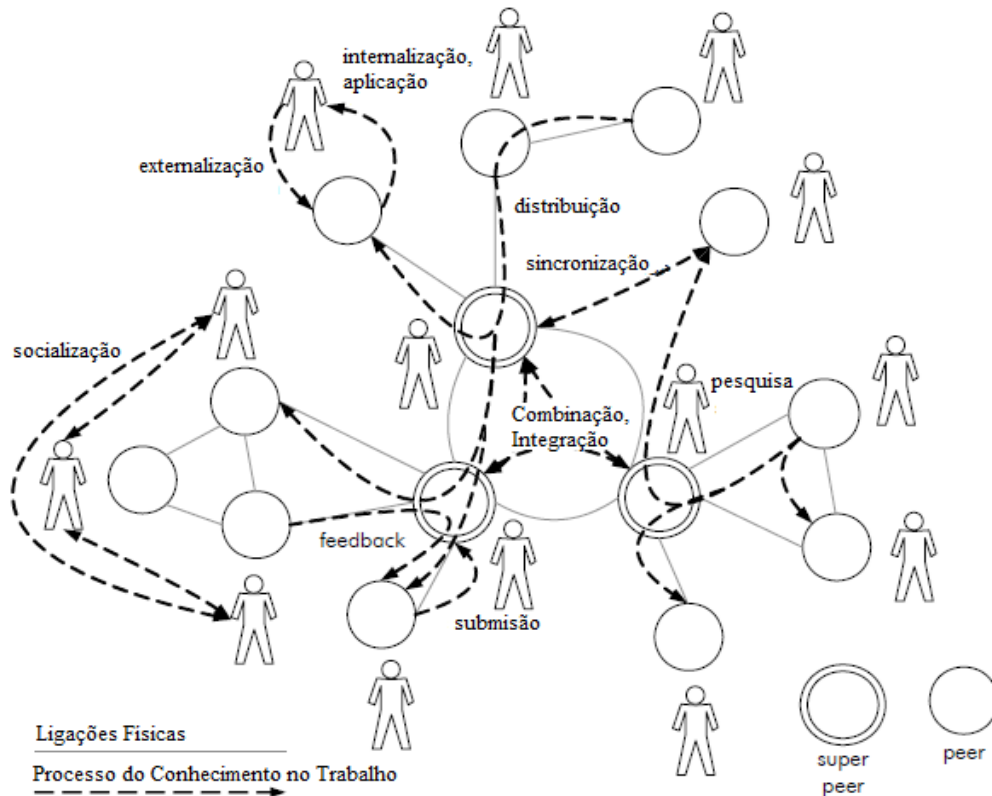 internalização,
aplicação
externalização
distribuição
sincronização
socialização
pesquisa
Combinação,
Integração
feedback
submisão
Ligações Fisicas
Processo do Conhecimento no Trabalho
super
peer
peer